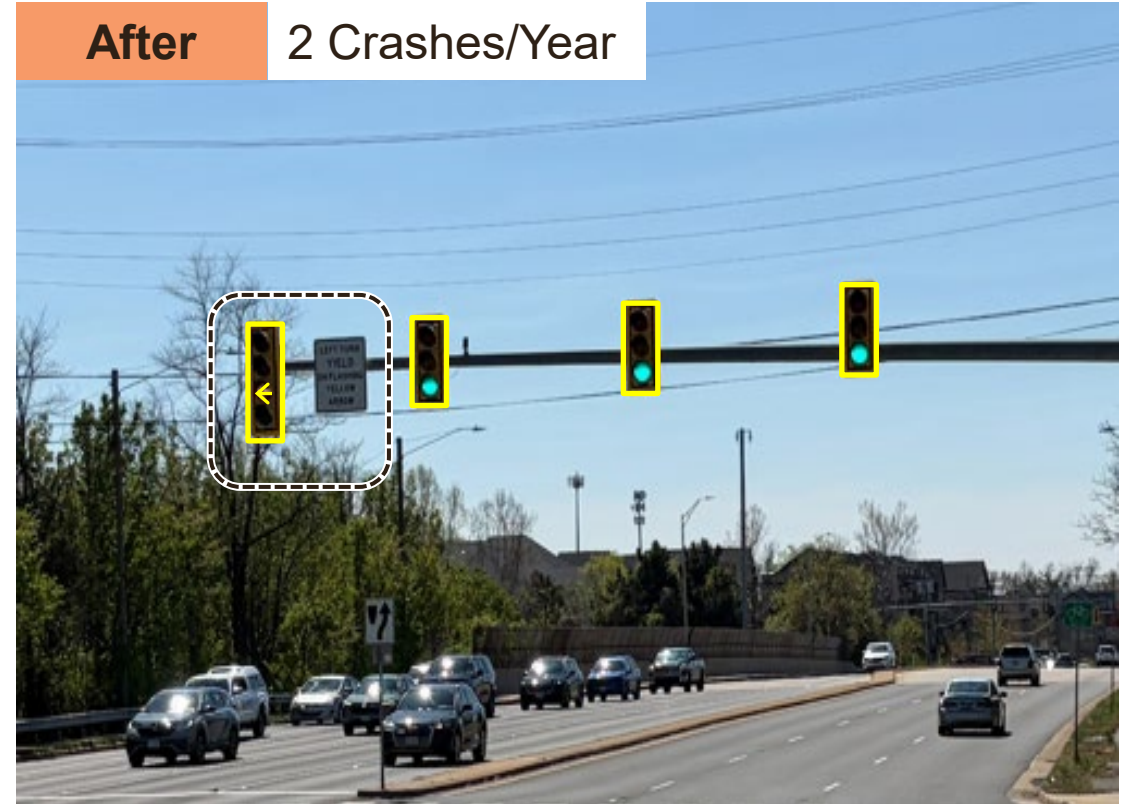 After
2 Crashes/Year
LEFT TURN
YIELD
ON FLASHING
YELLOW
ARROW